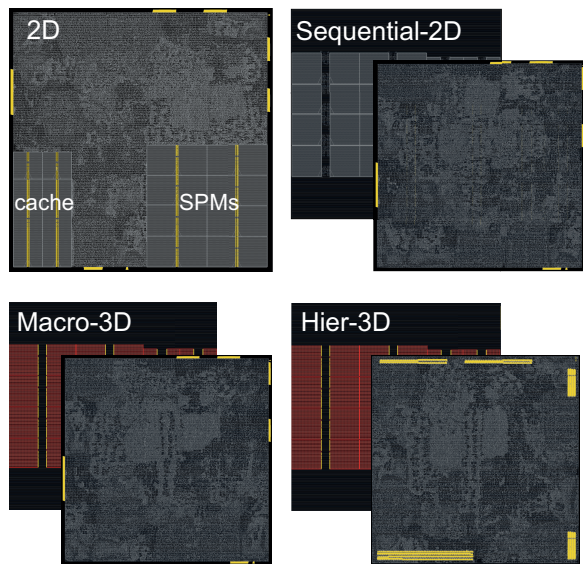 2D
Sequential-2D
cache
SPMs
Macro-3D
Hier-3D